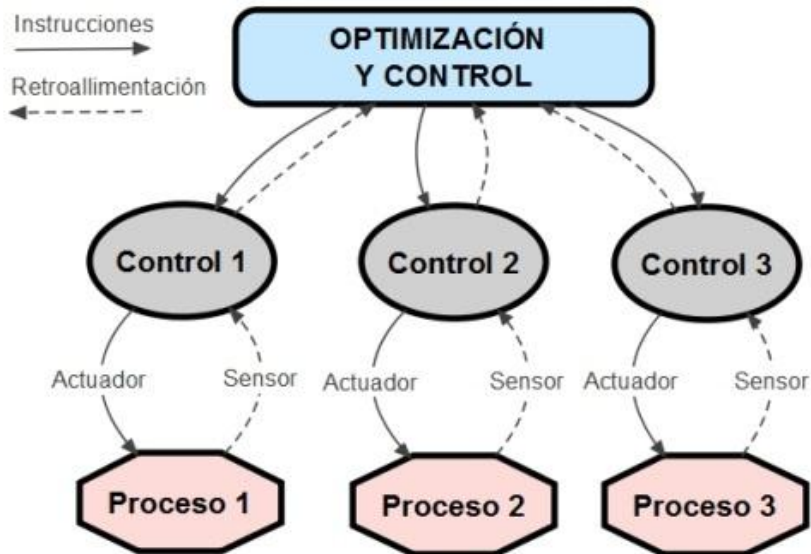 Instrucciones
Retroallimentación
OPTIMIZACIÓN
Y CONTROL
Control 1
Control 2
Control 3
Actuador
Sensor
Actuador
Sensor
Actuador
Sensor
Proceso 1
Proceso 2
Proceso 3